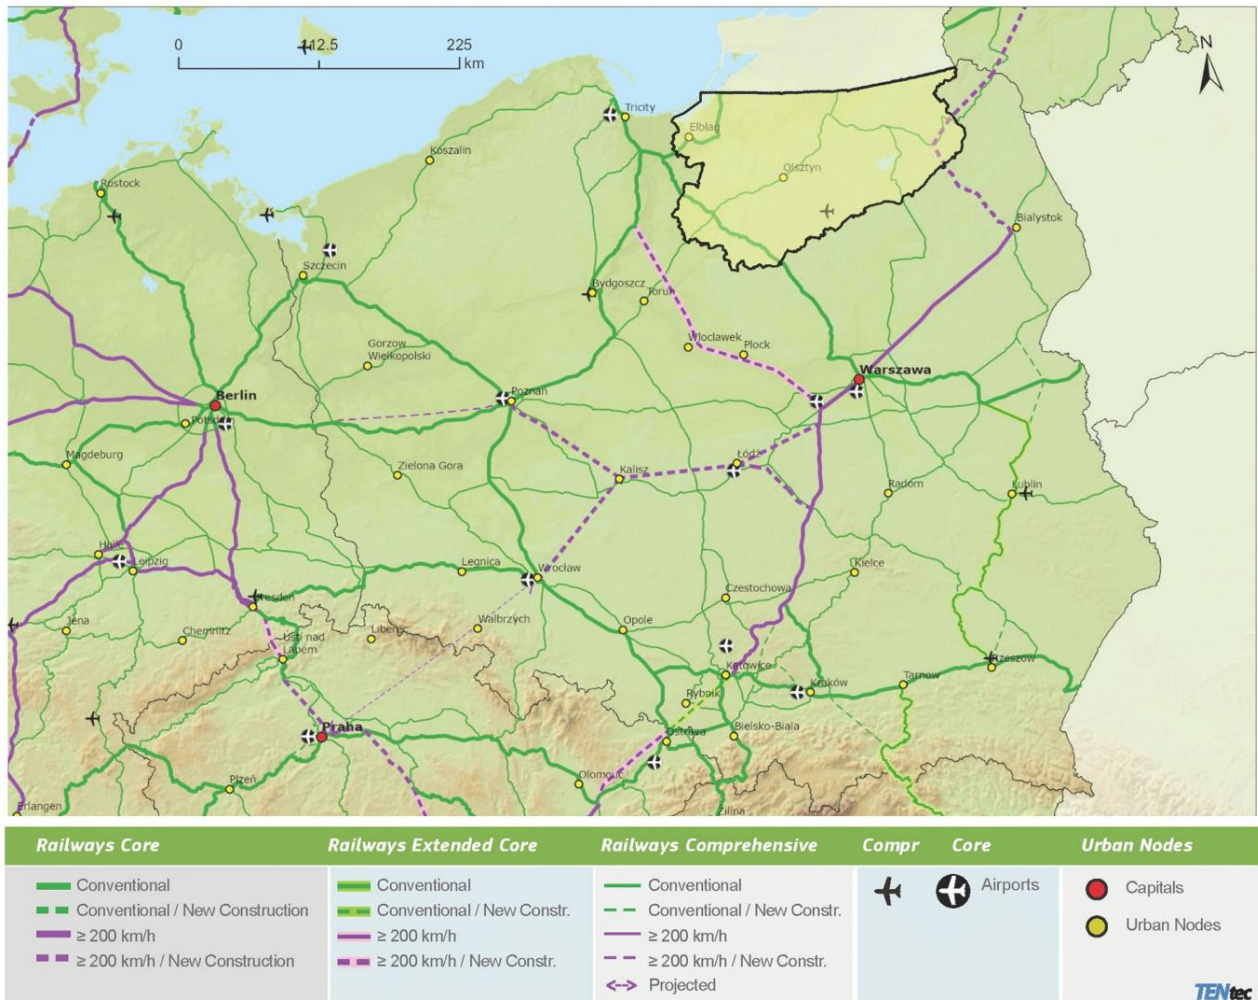 0 112.5 225
km
N
Tricity
Elbląg
Koszalin
Olsztyn
Rostock
Bialystok
Szczecin
Bydgoszcz
Torun
Gorzow
Wielkopolski
Wloclawek
Plock
Warszawa
Berlin
Poznan
Potsdam
Magdeburg
Zielona Gora
Kalisz
Łódź
Radom
Lublin
Halle
Leipzig
Legnica
Wrocław
Kielce
Dresden
Czestochowa
Jena
Chemnitz
Usti nad
Labem
Liberec
Walbrzych
Opole
Katowice
Rzeszow
Rybnik
Kraków
Tarnow
Praha
Ostrava
Bielsko-Biala
Plzeň
Olomouc
Erlangen
Zilina
Railways Core Railways Extended Core Railways Comprehensive Compr Core Urban Nodes
Conventional Conventional Conventional Airports Capitals
Conventional / New Construction Conventional / New Constr. Conventional / New Constr. Urban Nodes
≥ 200 km/h ≥ 200 km/h ≥ 200 km/h
≥ 200 km/h / New Construction ≥ 200 km/h / New Constr. ≥ 200 km/h / New Constr.
Projected
TENtec